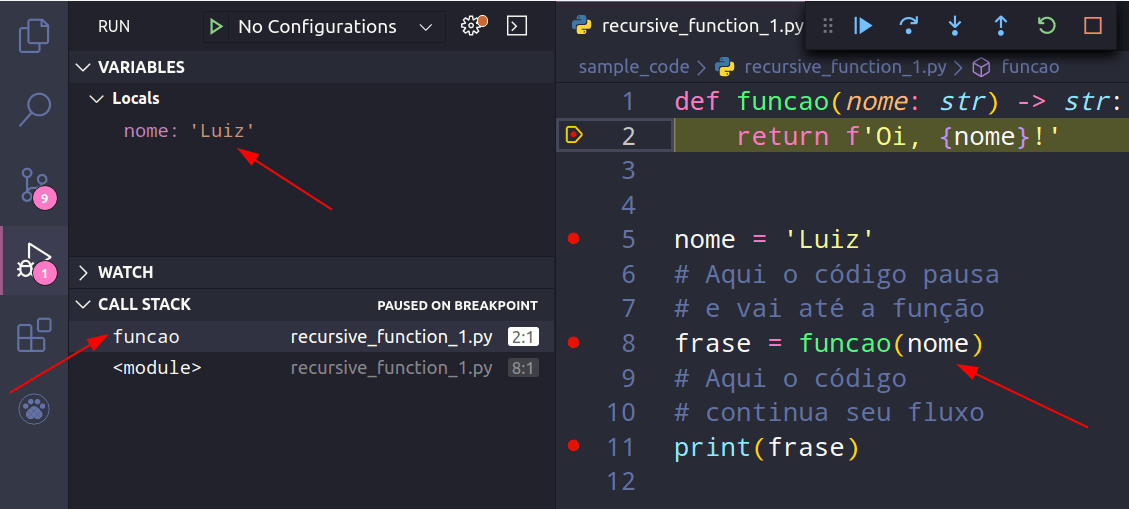 RUN
No Configurations
VARIABLES
Locals
nome: 'Luiz'
WATCH
CALL STACK PAUSED ON BREAKPOINT
funcao recursive_function_1.py 2:1
<module> recursive_function_1.py 8:1
9
1
recursive_function_1.py
sample_code > recursive_function_1.py > funcao
1 def funcao(nome: str) -> str:
2 return f'Oi, {nome}!'
3
4
5 nome = 'Luiz'
6 # Aqui o código pausa
7 # e vai até a função
8 frase = funcao(nome)
9 # Aqui o código
10 # continua seu fluxo
11 print(frase)
12